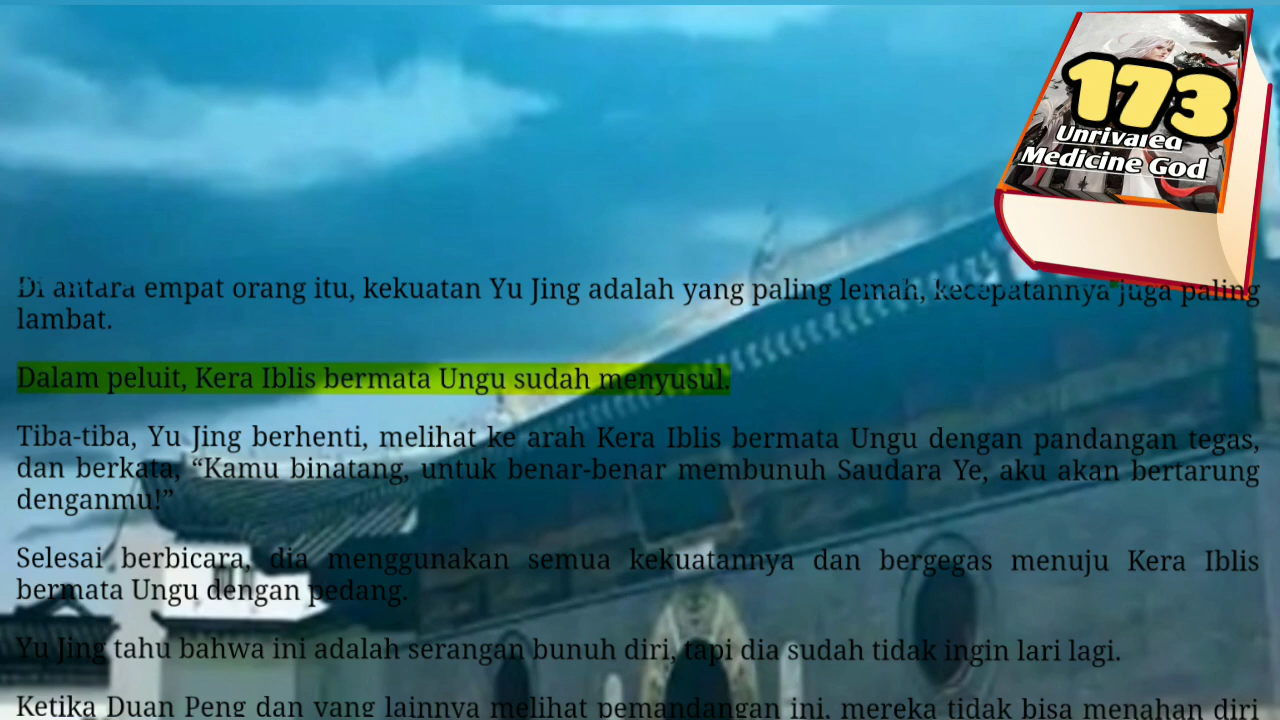 173
Unrivaled
Medicine God
Di antara empat orang itu, kekuatan Yu Jing adalah yang paling lemah, kecepatannya juga paling
lambat.
Dalam peluit, Kera Iblis bermata Ungu sudah menyusul.
Tiba-tiba, Yu Jing berhenti, melihat ke arah Kera Iblis bermata Ungu dengan pandangan tegas,
dan berkata, “Kamu binatang, untuk benar-benar membunuh Saudara Ye, aku akan bertarung
denganmu!”
Selesai berbicara, dia menggunakan semua kekuatannya dan bergegas menuju Kera Iblis
bermata Ungu dengan pedang.
Yu Jing tahu bahwa ini adalah serangan bunuh diri, tapi dia sudah tidak ingin lari lagi.
Ketika Duan Peng dan yang lainnya melihat pemandangan ini, mereka tidak bisa menahan diri